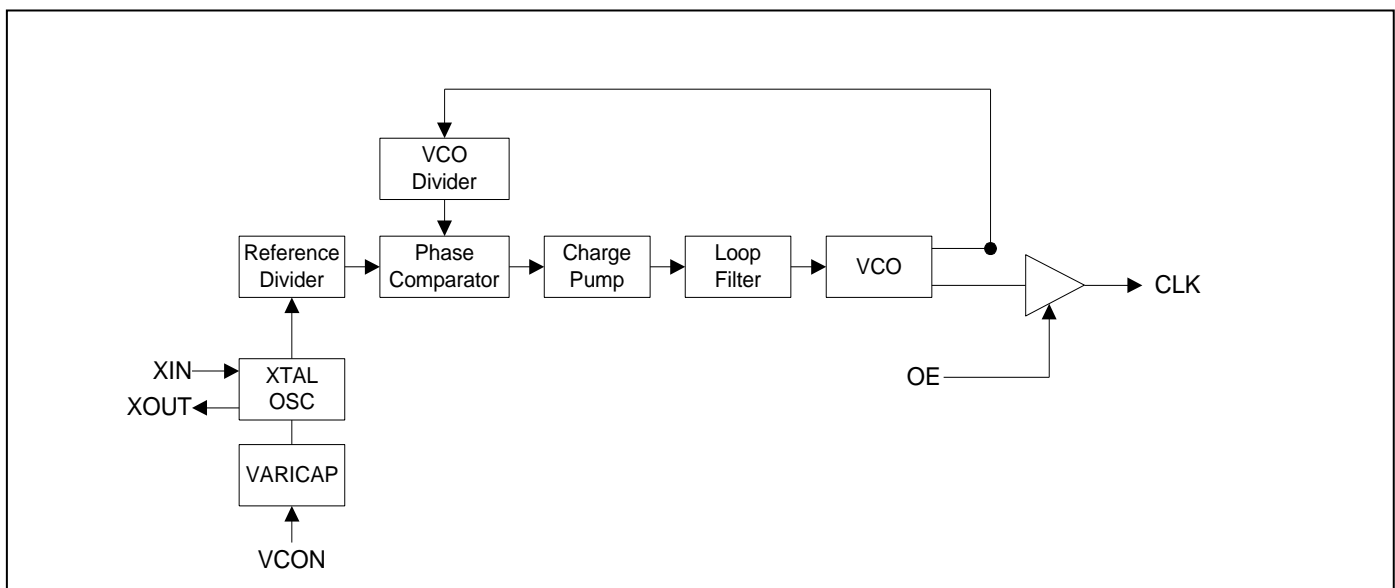 VCO
Divider
Reference
Divider
Phase
Comparator
Charge
Pump
Loop
Filter
VCO
CLK
XIN
XOUT
XTAL
OSC
OE
VARICAP
VCON